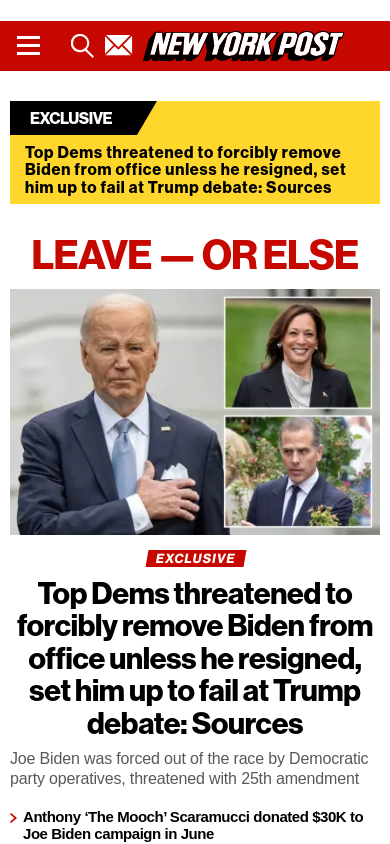 NEW YORK POST
EXCLUSIVE
Top Dems threatened to forcibly remove
Biden from office unless he resigned, set
him up to fail at Trump debate: Sources
LEAVE — OR ELSE
EXCLUSIVE
Top Dems threatened to
forcibly remove Biden from
office unless he resigned,
set him up to fail at Trump
debate: Sources
Joe Biden was forced out of the race by Democratic
party operatives, threatened with 25th amendment
Anthony ‘The Mooch’ Scaramucci donated $30K to
Joe Biden campaign in June